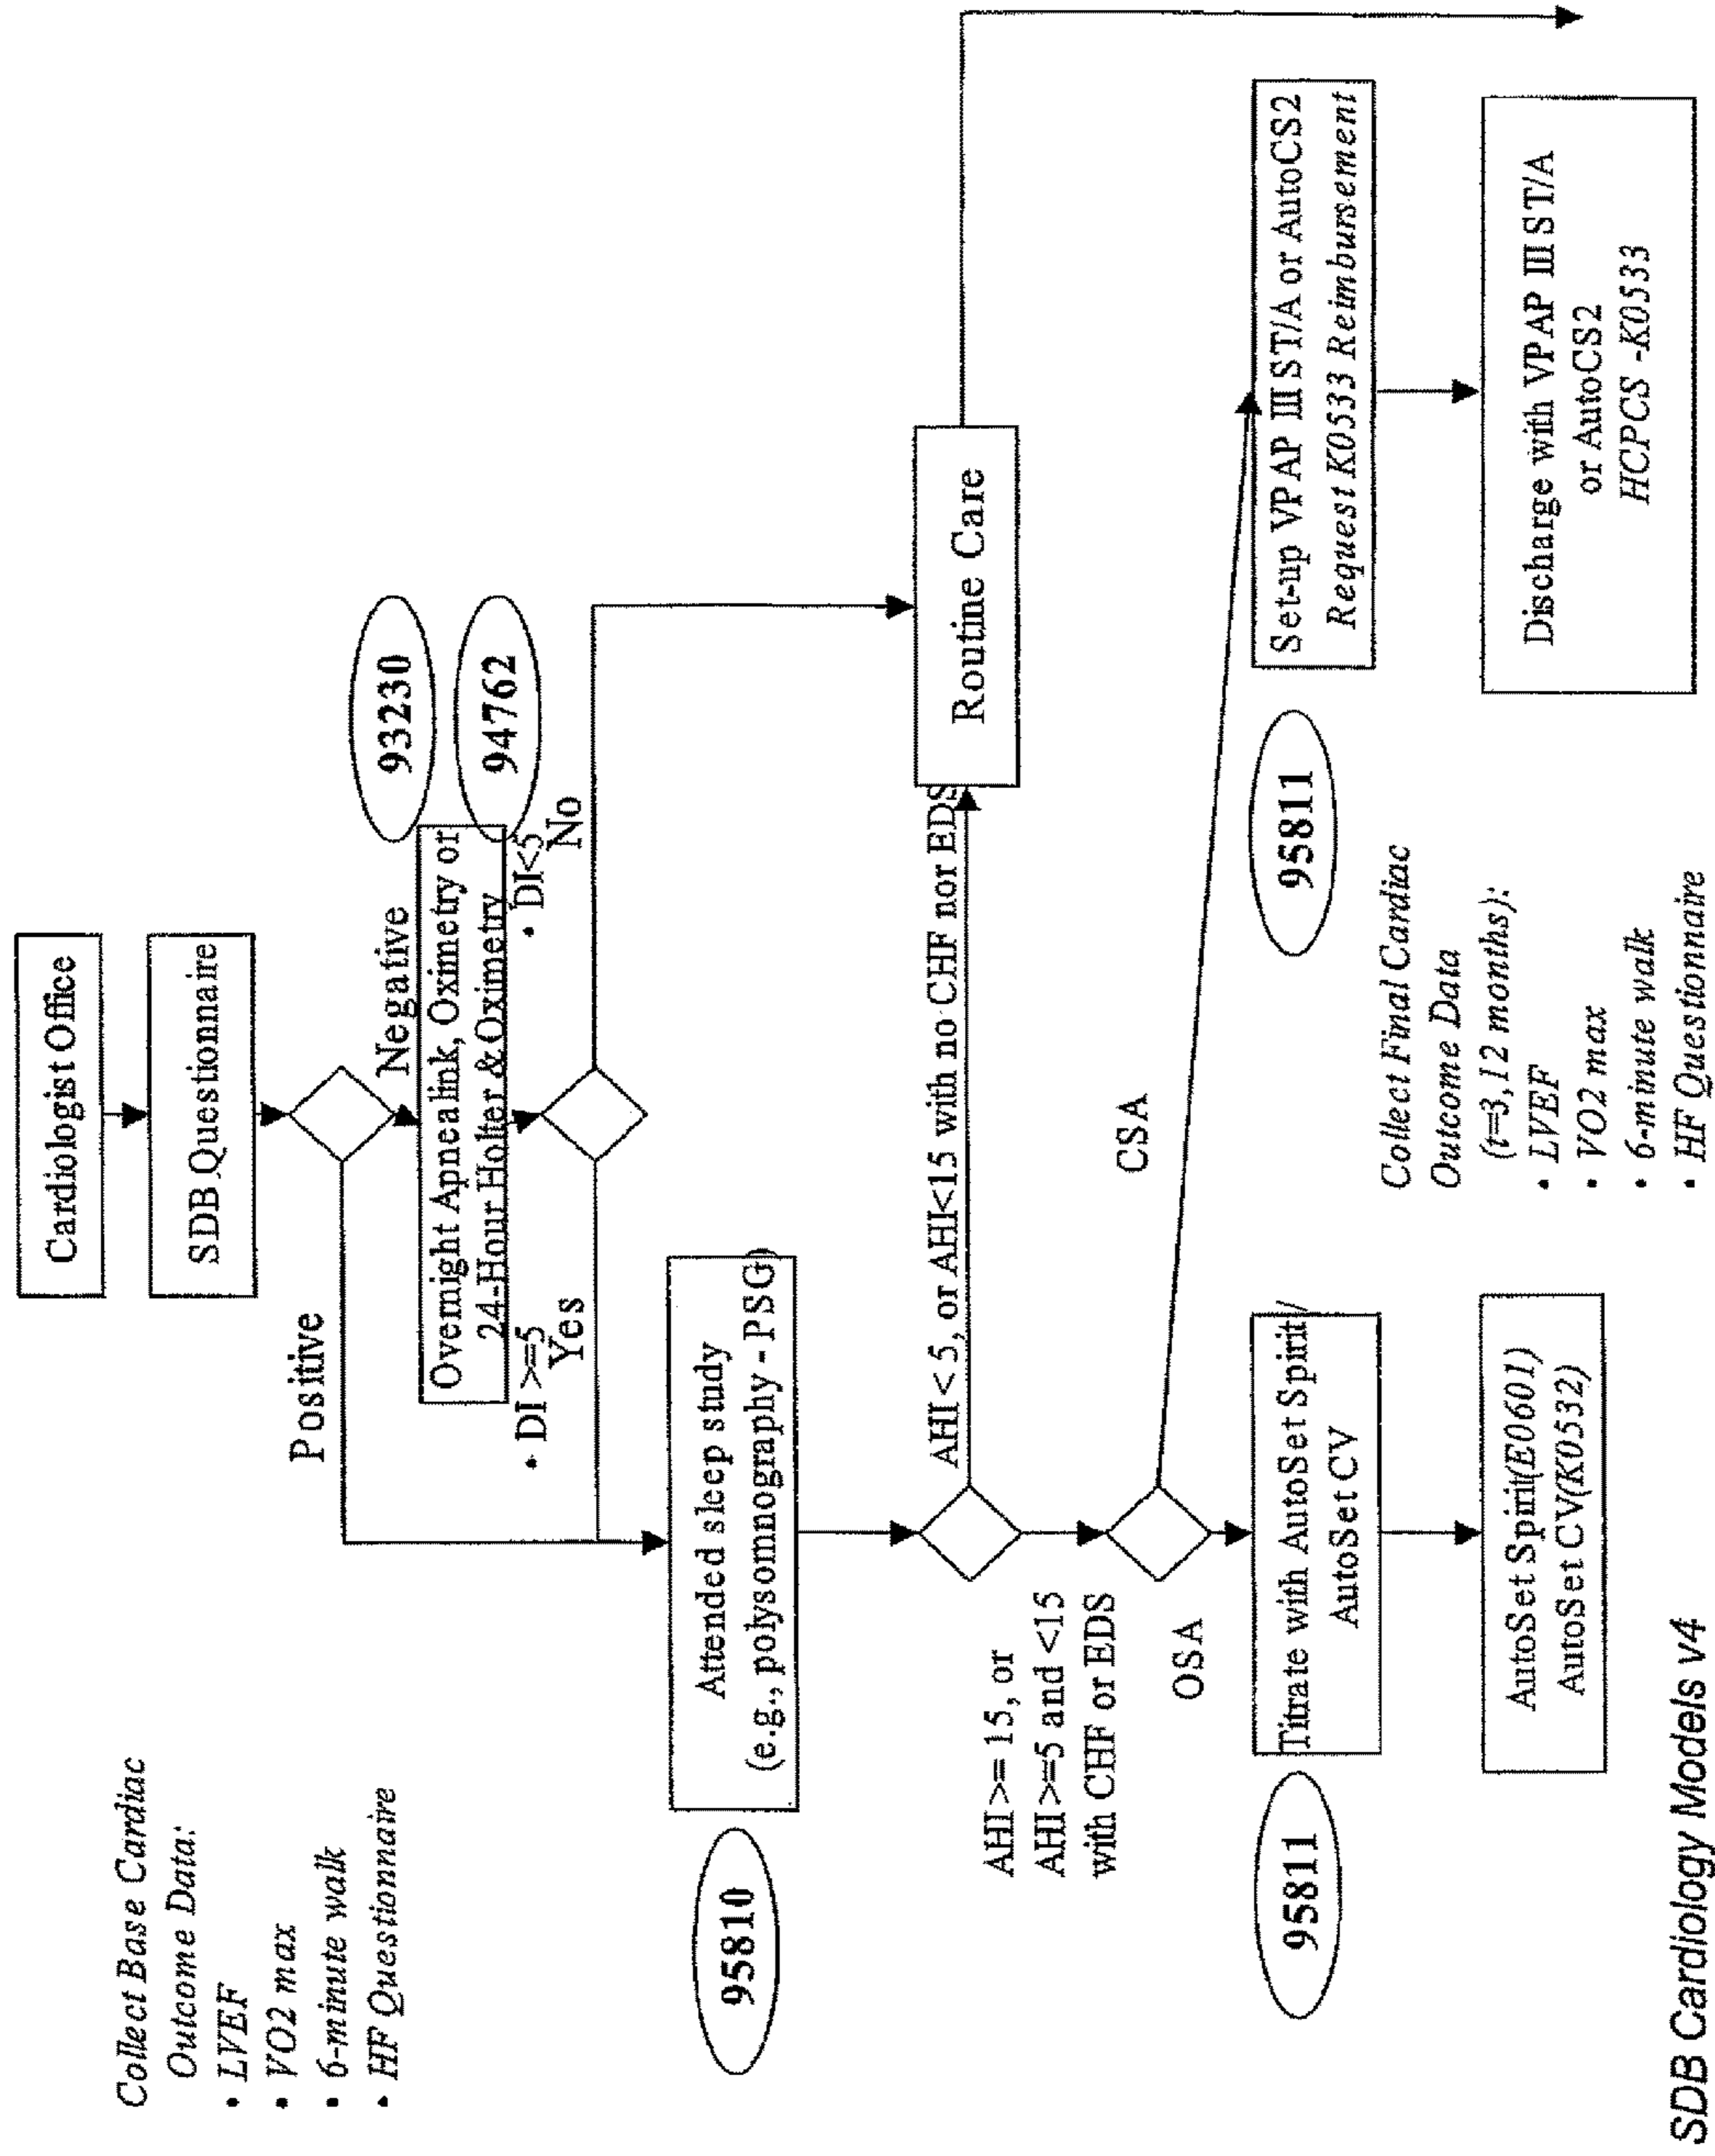 Cardiologist Office
SDB Questionnaire
Collect Base Cardiac
Outcome Data:
• LVEF
• VO2 max
• 6-minute walk
• HF Questionnaire
Positive
Negative
93230
Overnight Apnealink, Oximetry or
24-Hour Holter & Oximetry
94762
• DI >=5
Yes
• DI<5
No
95810
Attended sleep study
(e.g., polysomnography - PSG)
AHI < 5, or AHI<15 with no CHF nor EDS
Routine Care
AHI >= 15, or
AHI >=5 and <15
with CHF or EDS
CSA
OSA
95811
Titrate with AutoSet Spirit/
AutoSet CV
95811
Set-up VPAP III ST/A or AutoCS2
Request K0533 Reimbursement
AutoSet Spirit(E0601)
AutoSet CV(K0532)
Collect Final Cardiac
Outcome Data
(t=3,12 months):
• LVEF
• VO2 max
• 6-minute walk
• HF Questionnaire
Discharge with VPAP III ST/A
or AutoCS2
HCPCS -K0533
SDB Cardiology Models v4